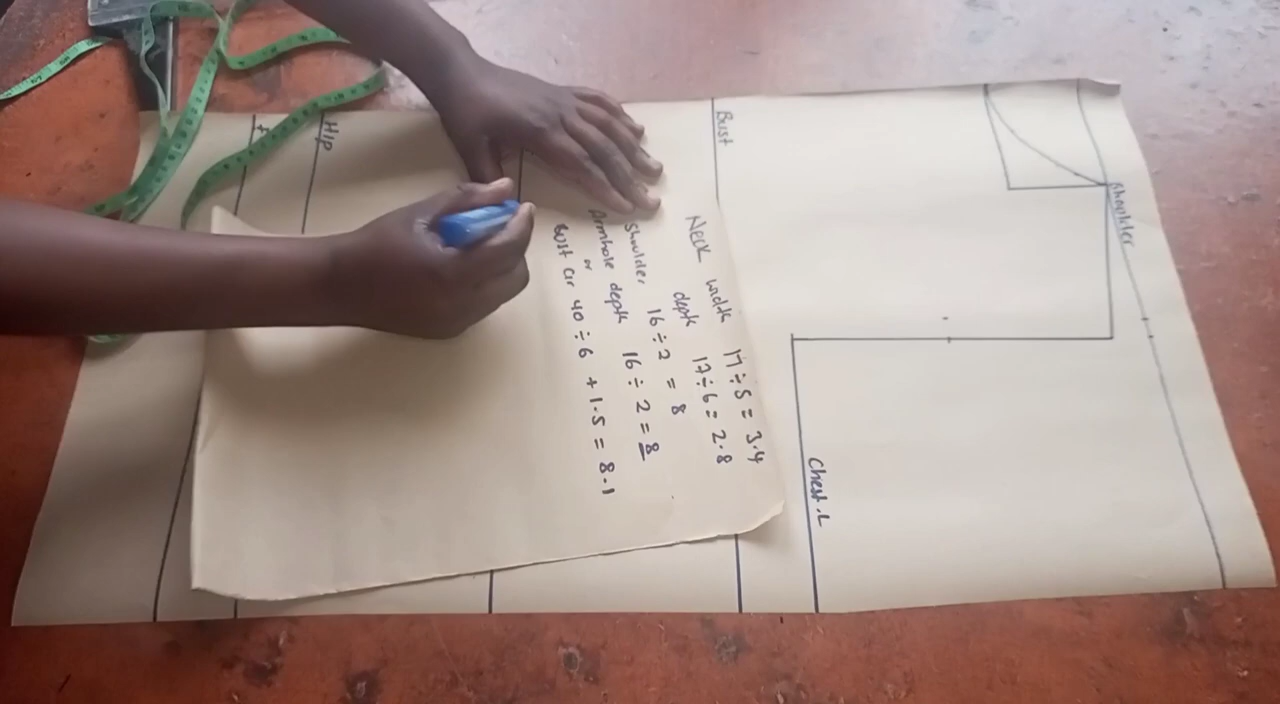 Neck width 17 ÷ 5 = 3.4
depth 17 ÷ 6 = 2.8
Shoulder 16 ÷ 2 = 8
Armhole depth 16 ÷ 2 = 8
or
bust cir 40 ÷ 6 + 1.5 = 8.1
Shoulder
Chest.L
Bust
Hip